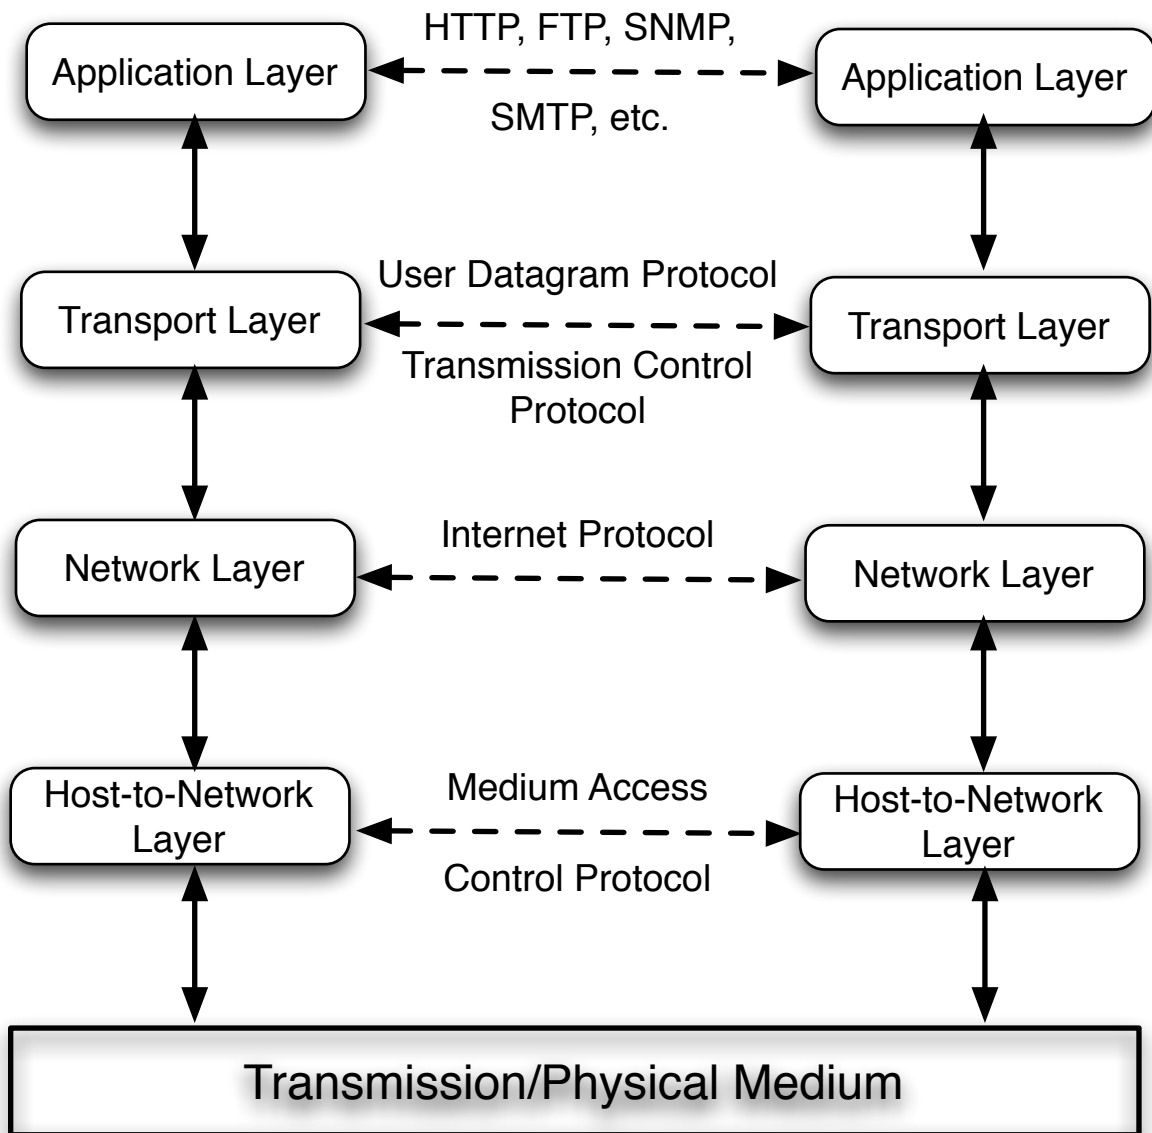 HTTP, FTP, SNMP,
Application Layer
Application Layer
SMTP, etc.
User Datagram Protocol
Transport Layer
Transport Layer
Transmission Control
Protocol
Internet Protocol
Network Layer
Network Layer
Host-to-Network
Layer
Medium Access
Control Protocol
Host-to-Network
Layer
Transmission/Physical Medium